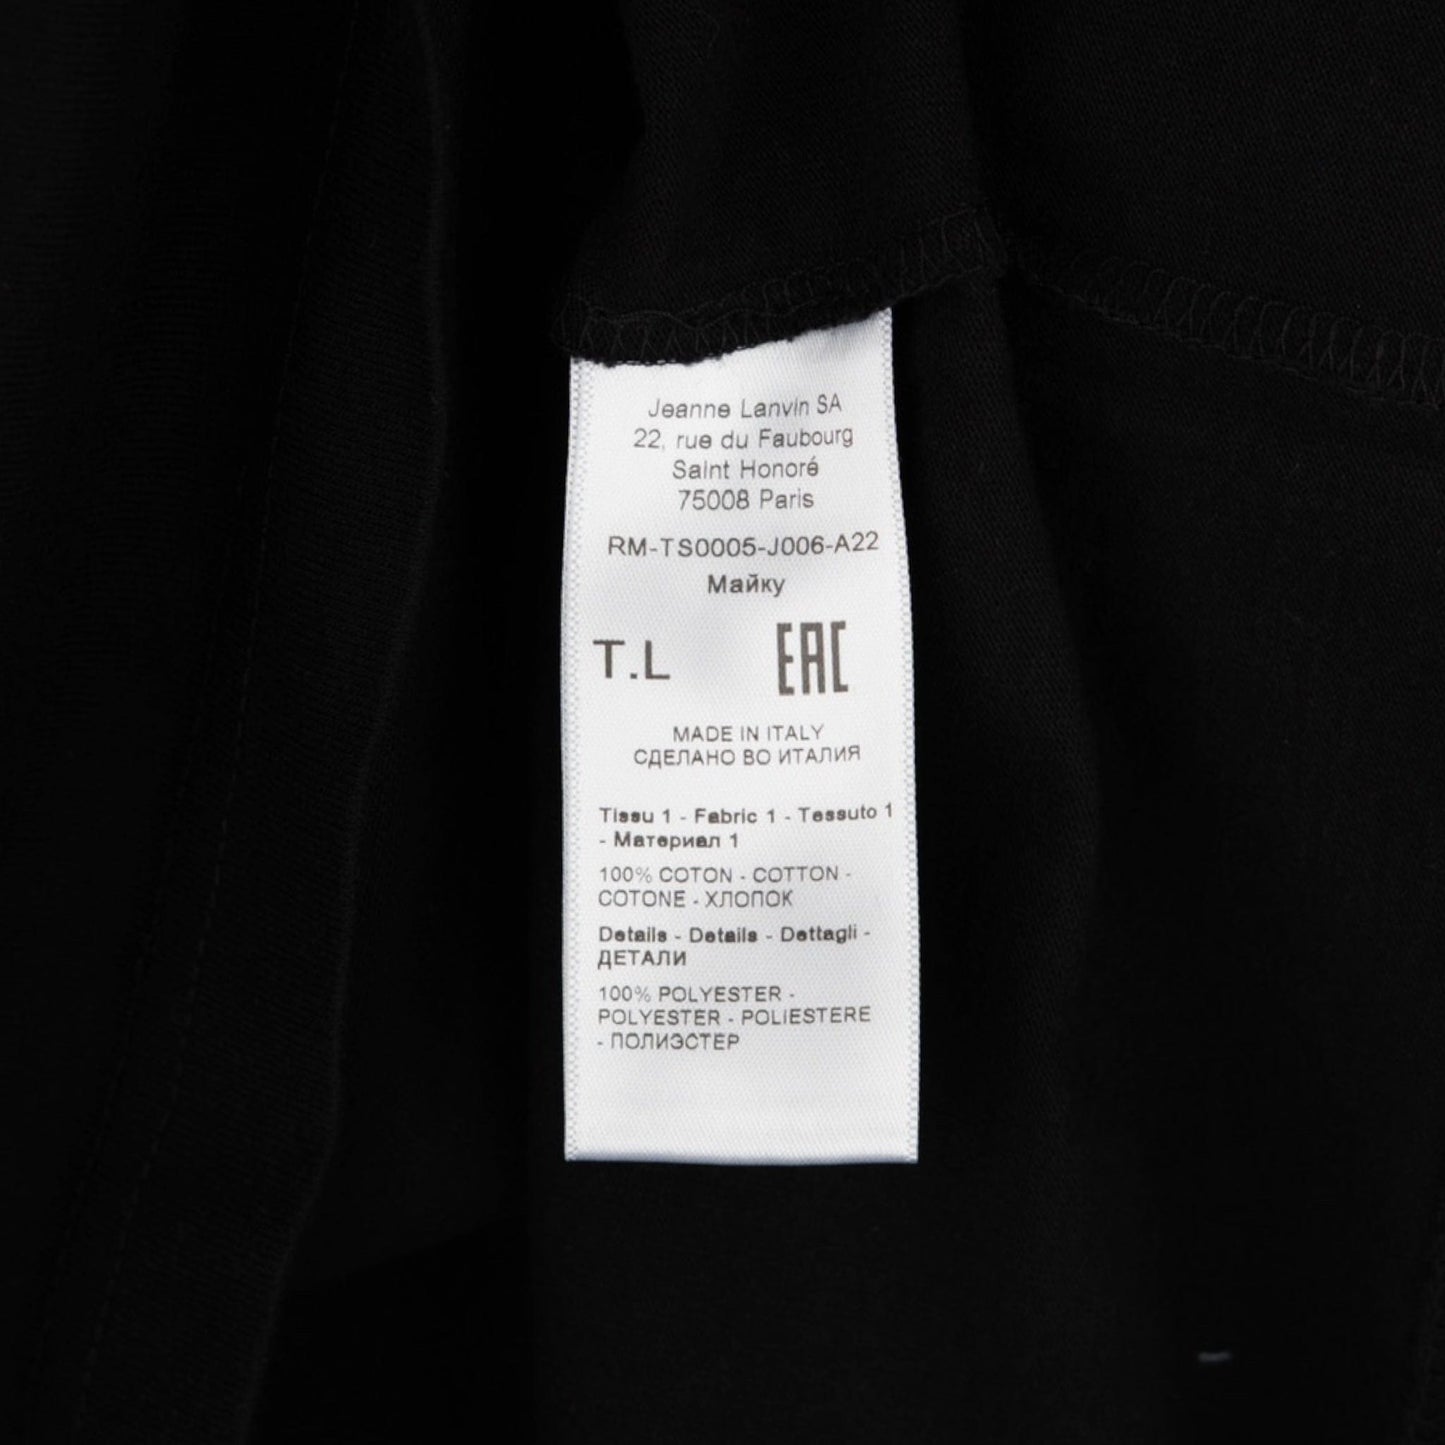 Jeanne Lanvin SA
22, rue du Faubourg
Saint Honoré
75008 Paris
RM-TS0005-J006-A22
Майку
T.L EAC
MADE IN ITALY
СДЕЛАНО ВО ИТАЛИЯ
Tissu 1 - Fabric 1 - Tessuto 1
- Материал 1
100% COTON - COTTON -
COTONE - ХЛОПОК
Details - Details - Dettagli -
ДЕТАЛИ
100% POLYESTER -
POLYESTER - POLIESTERE
- ПОЛИЭСТЕР